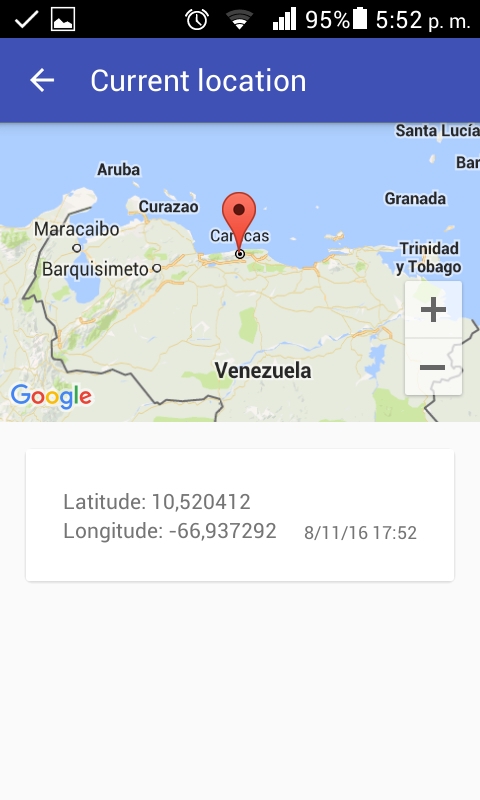 95% 5:52 p. m.
Current location
Santa Lucía
Aruba
Curazao
Granada
Maracaibo
Caracas
Trinidad
y Tobago
Barquisimeto
Venezuela
Google
Latitude: 10,520412
Longitude: -66,937292
8/11/16 17:52